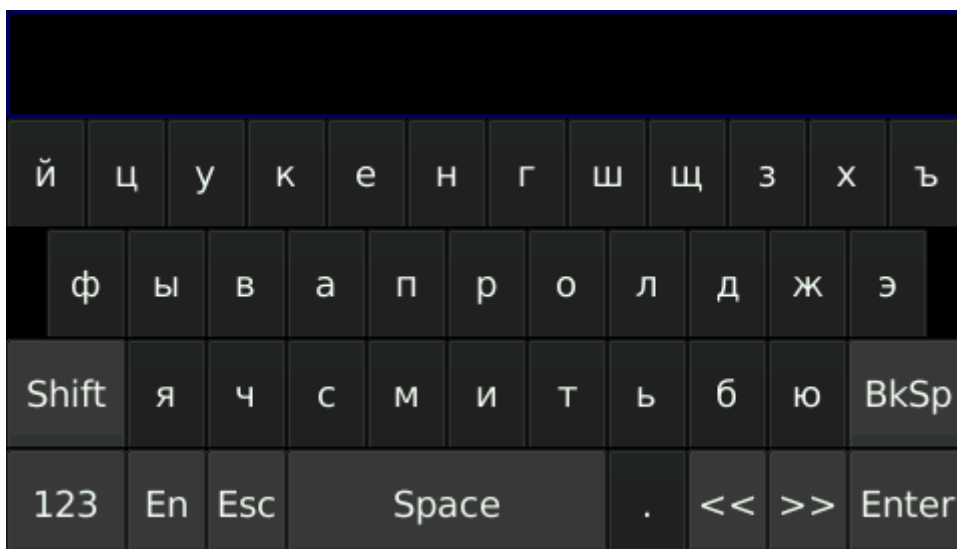 й ц у к е н г ш щ з х ъ
ф ы в а п р о л д ж э
Shift я ч с м и т ь б ю BkSp
123 En Esc Space . << >> Enter